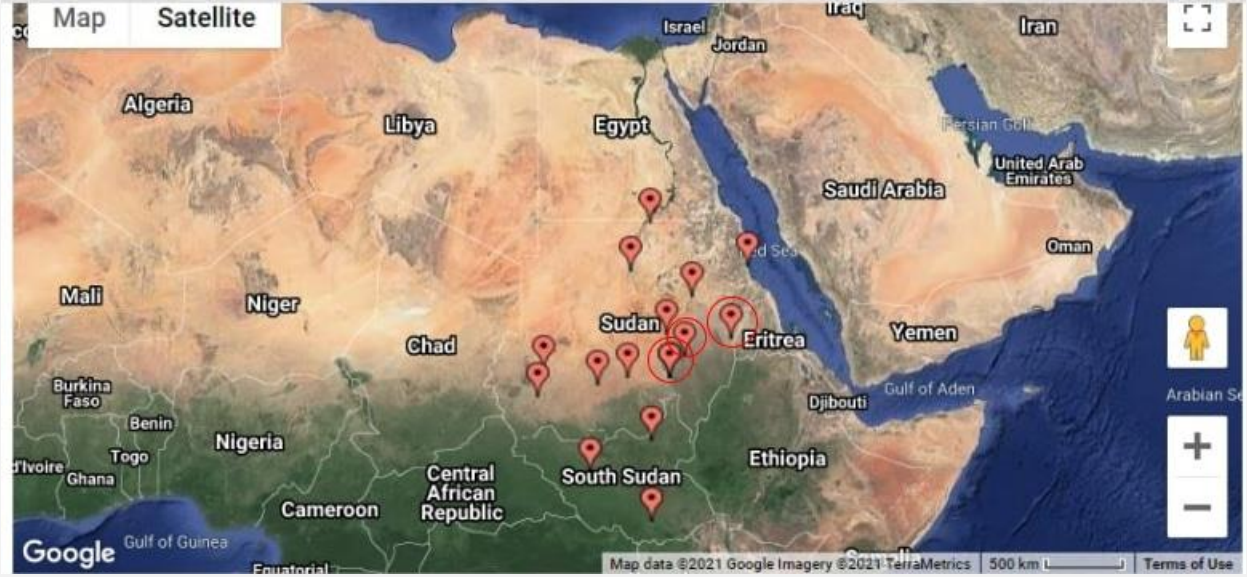 Map
Satellite
Israel
Jordan
Iraq
Iran
Algeria
Libya
Egypt
Persian Gulf
United Arab
Emirates
Saudi Arabia
Oman
Red Sea
Mali
Niger
Chad
Sudan
Eritrea
Yemen
Gulf of Aden
Arabian Se
Djibouti
Burkina
Faso
Benin
Togo
Nigeria
d'Ivoire
Ghana
Central
African
Republic
South Sudan
Ethiopia
Cameroon
Somalia
Google
Gulf of Guinea
Equatorial
Map data ©2021 Google Imagery ©2021 TerraMetrics
500 km
Terms of Use